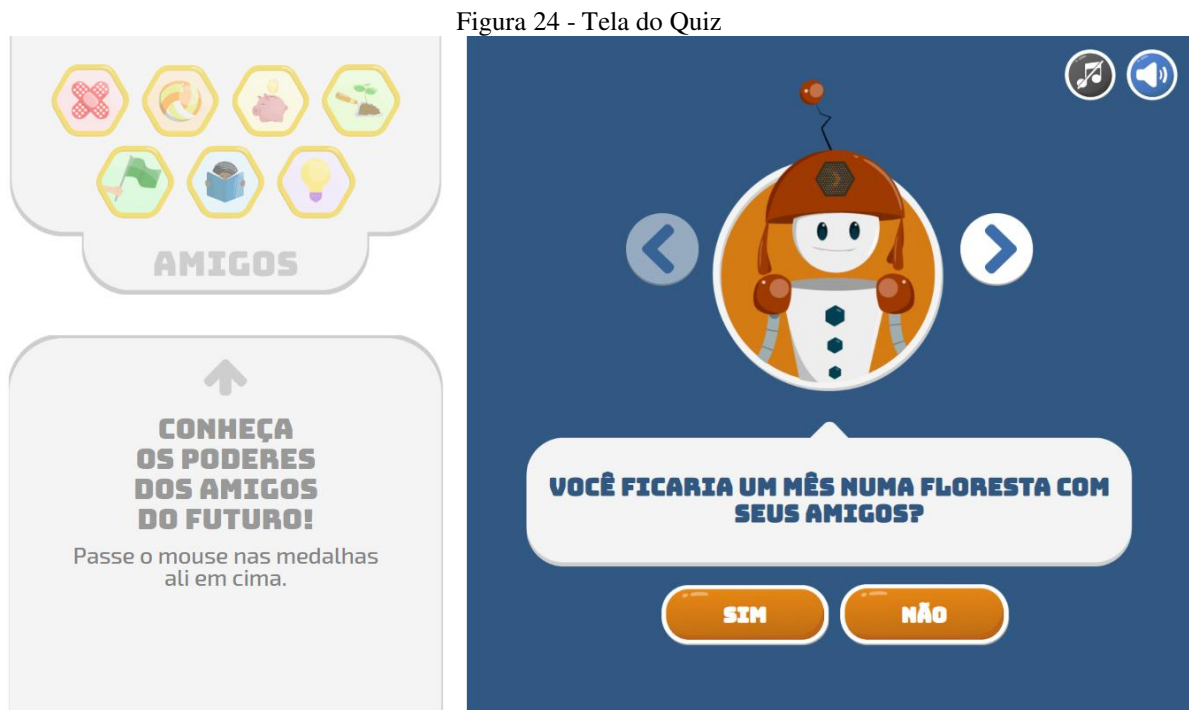 Figura 24 - Tela do Quiz
AMIGOS
CONHEÇA
OS PODERES
DOS AMIGOS
DO FUTURO!
Passe o mouse nas medalhas
ali em cima.
VOCÊ FICARIA UM MÊS NUMA FLORESTA COM
SEUS AMIGOS?
SIM
NÃO